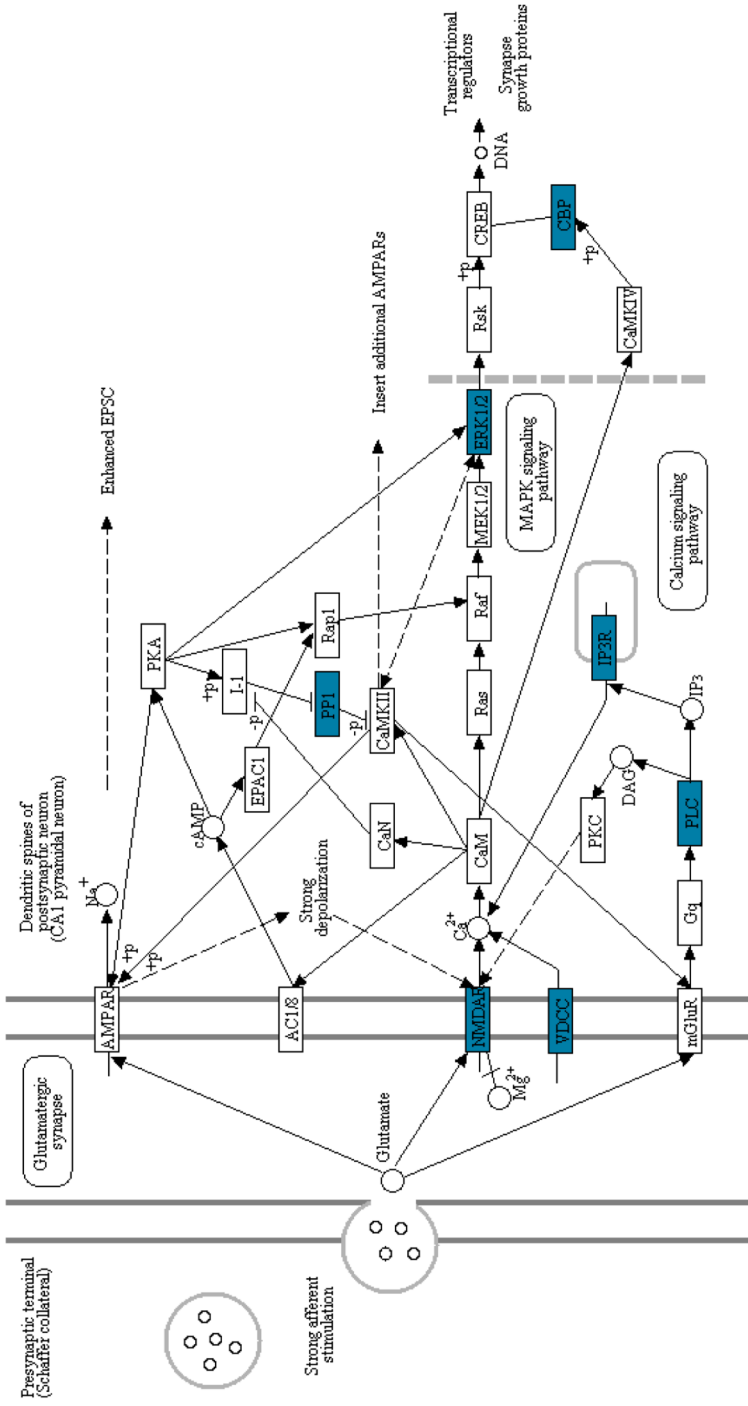 Presynaptic terminal
(Schaffer collateral)
Strong afferent
stimulation
Glutamatergic
synapse
Glutamate
Mg2+
Dendritic spines of
postsynaptic neuron
(CA1 pyramidal neuron)
AMPAR
Na+
+p
+p
Enhanced EPSC
AC1/8
Strong
depolarization
cAMP
EPAC1
PKA
+p
I-1
-p
Rap1
PP1
-p
CaN
CaMKII
Insert additional AMPARs
NMDAR
Ca2+
CaM
Ras
Raf
MEK1/2
ERK1/2
Rsk
+p
CREB
DNA
Transcriptional
regulators
Synapse
growth proteins
MAPK signaling
pathway
VDCC
CaMKIV
+p
CBP
PKC
DAG
IP3R
IP3
Calcium signaling
pathway
mGluR
Gq
PLC